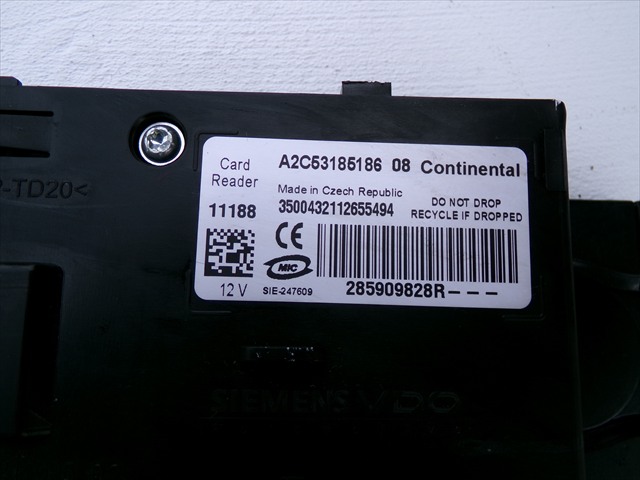 Card Reader A2C53185186 08 Continental
Made in Czech Republic
11188 3500432112655494 DO NOT DROP
RECYCLE IF DROPPED
CE
MIC
12 V SIE-247609 285909828R---
-TD20<
SIEMENS VDO